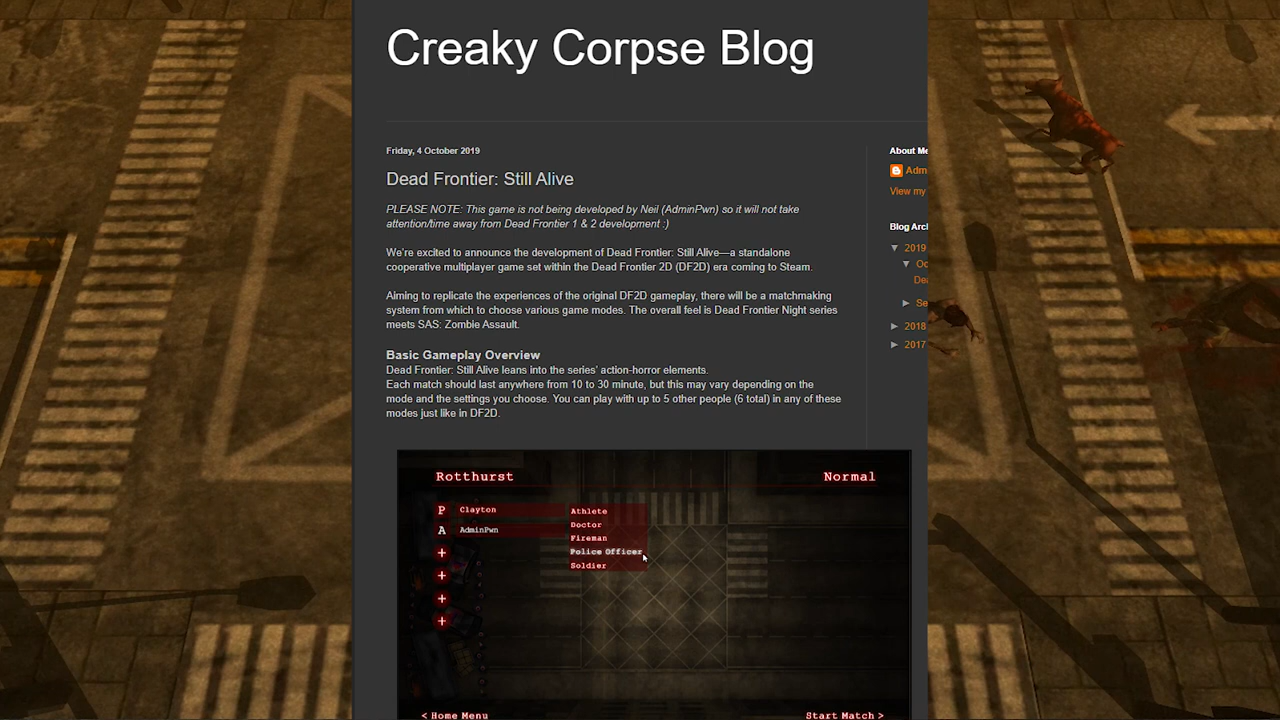 Creaky Corpse Blog
Friday, 4 October 2019
Dead Frontier: Still Alive
PLEASE NOTE: This game is not being developed by Neil (AdminPwn) so it will not take
attention/time away from Dead Frontier 1 & 2 development :)
We're excited to announce the development of Dead Frontier: Still Alive—a standalone
cooperative multiplayer game set within the Dead Frontier 2D (DF2D) era coming to Steam.
Aiming to replicate the experiences of the original DF2D gameplay, there will be a matchmaking
system from which to choose various game modes. The overall feel is Dead Frontier Night series
meets SAS: Zombie Assault.
Basic Gameplay Overview
Dead Frontier: Still Alive leans into the series' action-horror elements.
Each match should last anywhere from 10 to 30 minute, but this may vary depending on the
mode and the settings you choose. You can play with up to 5 other people (6 total) in any of these
modes just like in DF2D.
About Me
Adm
View my
Blog Arc
▼ 2019
▼ Oc
Dea
► Se
► 2018
► 2017
Rotthurst
Normal
P Clayton
A AdminPwn
+
+
+
+
Athlete
Doctor
Fireman
Police Officer
Soldier
< Home Menu
Start Match >